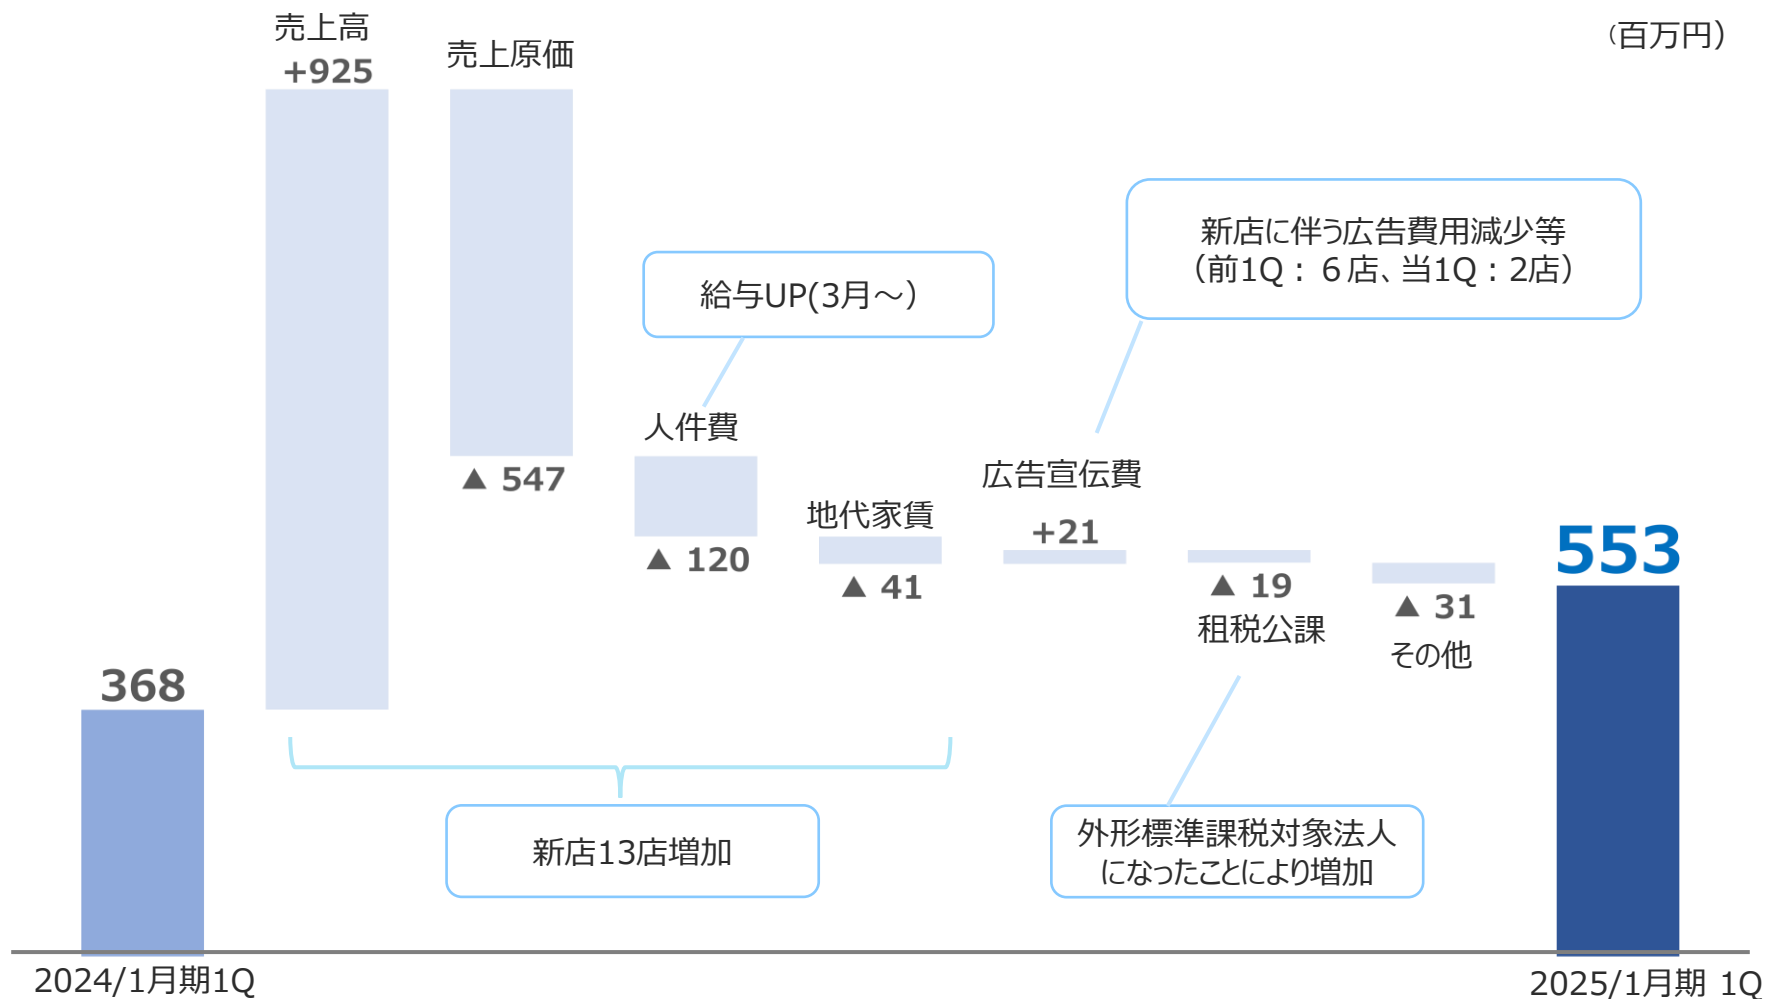 (百万円)
売上高
+925
売上原価
▲ 547
給与UP(3月～)
人件費
▲ 120
地代家賃
▲ 41
新店に伴う広告費用減少等
（前1Q：６店、当1Q：2店）
広告宣伝費
+21
▲ 19
租税公課
▲ 31
その他
368
553
新店13店増加
外形標準課税対象法人
になったことにより増加
2024/1月期1Q
2025/1月期 1Q